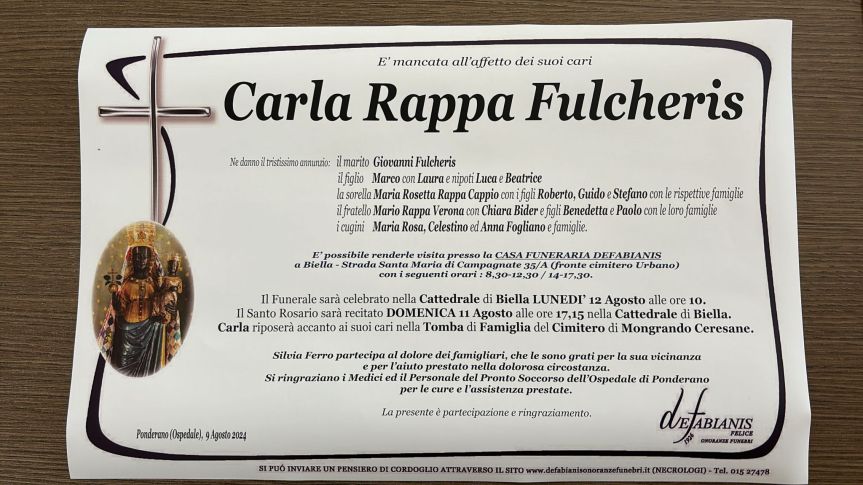 E' mancata all'affetto dei suoi cari
Carla Rappa Fulcheris
Ne danno il tristissimo annunzio: il marito Giovanni Fulcheris
il figlio Marco con Laura e nipoti Luca e Beatrice
la sorella Maria Rosetta Rappa Cappio con i figli Roberto, Guido e Stefano con le rispettive famiglie
il fratello Mario Rappa Verona con Chiara Bider e figli Benedetta e Paolo con le loro famiglie
i cugini Maria Rosa, Celestino ed Anna Fogliano e famiglie.
E' possibile renderle visita presso la CASA FUNERARIA DEFABIANIS
a Biella - Strada Santa Maria di Campagnate 35/A (fronte cimitero Urbano)
con i seguenti orari : 8,30-12,30 / 14-17,30.
Il Funerale sarà celebrato nella Cattedrale di Biella LUNEDI' 12 Agosto alle ore 10.
Il Santo Rosario sarà recitato DOMENICA 11 Agosto alle ore 17,15 nella Cattedrale di Biella.
Carla riposerà accanto ai suoi cari nella Tomba di Famiglia del Cimitero di Mongrando Ceresane.
Silvia Ferro partecipa al dolore dei famigliari, che le sono grati per la sua vicinanza
e per l'aiuto prestato nella dolorosa circostanza.
Si ringraziano i Medici ed il Personale del Pronto Soccorso dell'Ospedale di Ponderano
per le cure e l'assistenza prestate.
La presente è partecipazione e ringraziamento.
Ponderano (Ospedale), 9 Agosto 2024
deFABIANIS
FELICE
1926
ONORANZE FUNEBRI
SI PUÓ INVIARE UN PENSIERO DI CORDOGLIO ATTRAVERSO IL SITO www.defabianisonoranzefunebri.it (NECROLOGI) - Tel. 015 27478